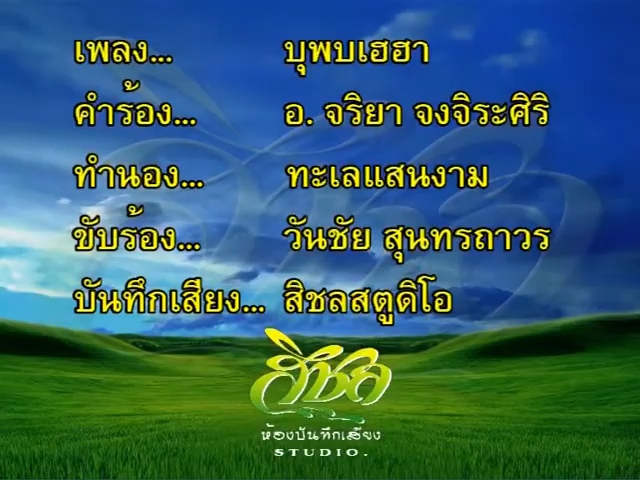 เพลง... บุพบเฮฮา
คำร้อง... อ. จริยา จงจิระศิริ
ทำนอง... ทะเลแสนงาม
ขับร้อง... วันชัย สุนทรถาวร
บันทึกเสียง... สิชลสตูดิโอ
สิชล
ห้องบันทึกเสียง
STUDIO.